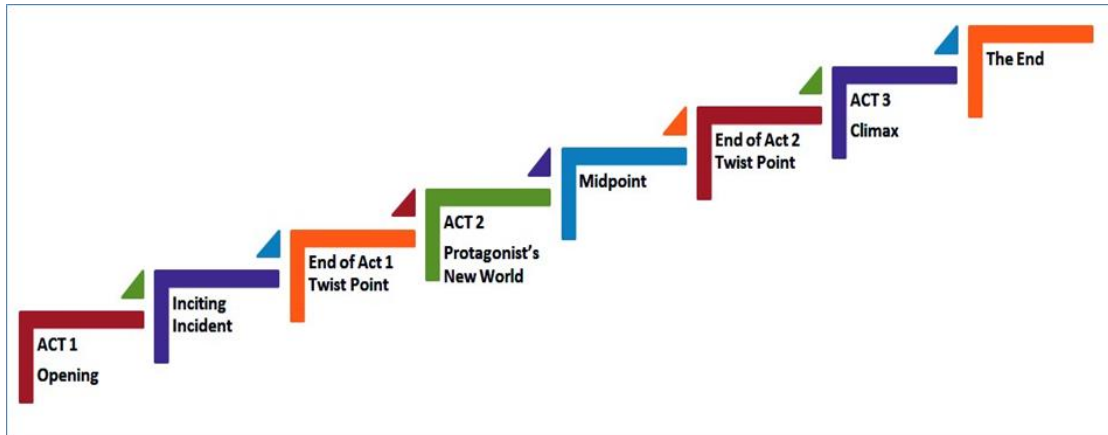 ACT 1
Opening
Inciting
Incident
End of Act 1
Twist Point
ACT 2
Protagonist's
New World
Midpoint
End of Act 2
Twist Point
ACT 3
Climax
The End